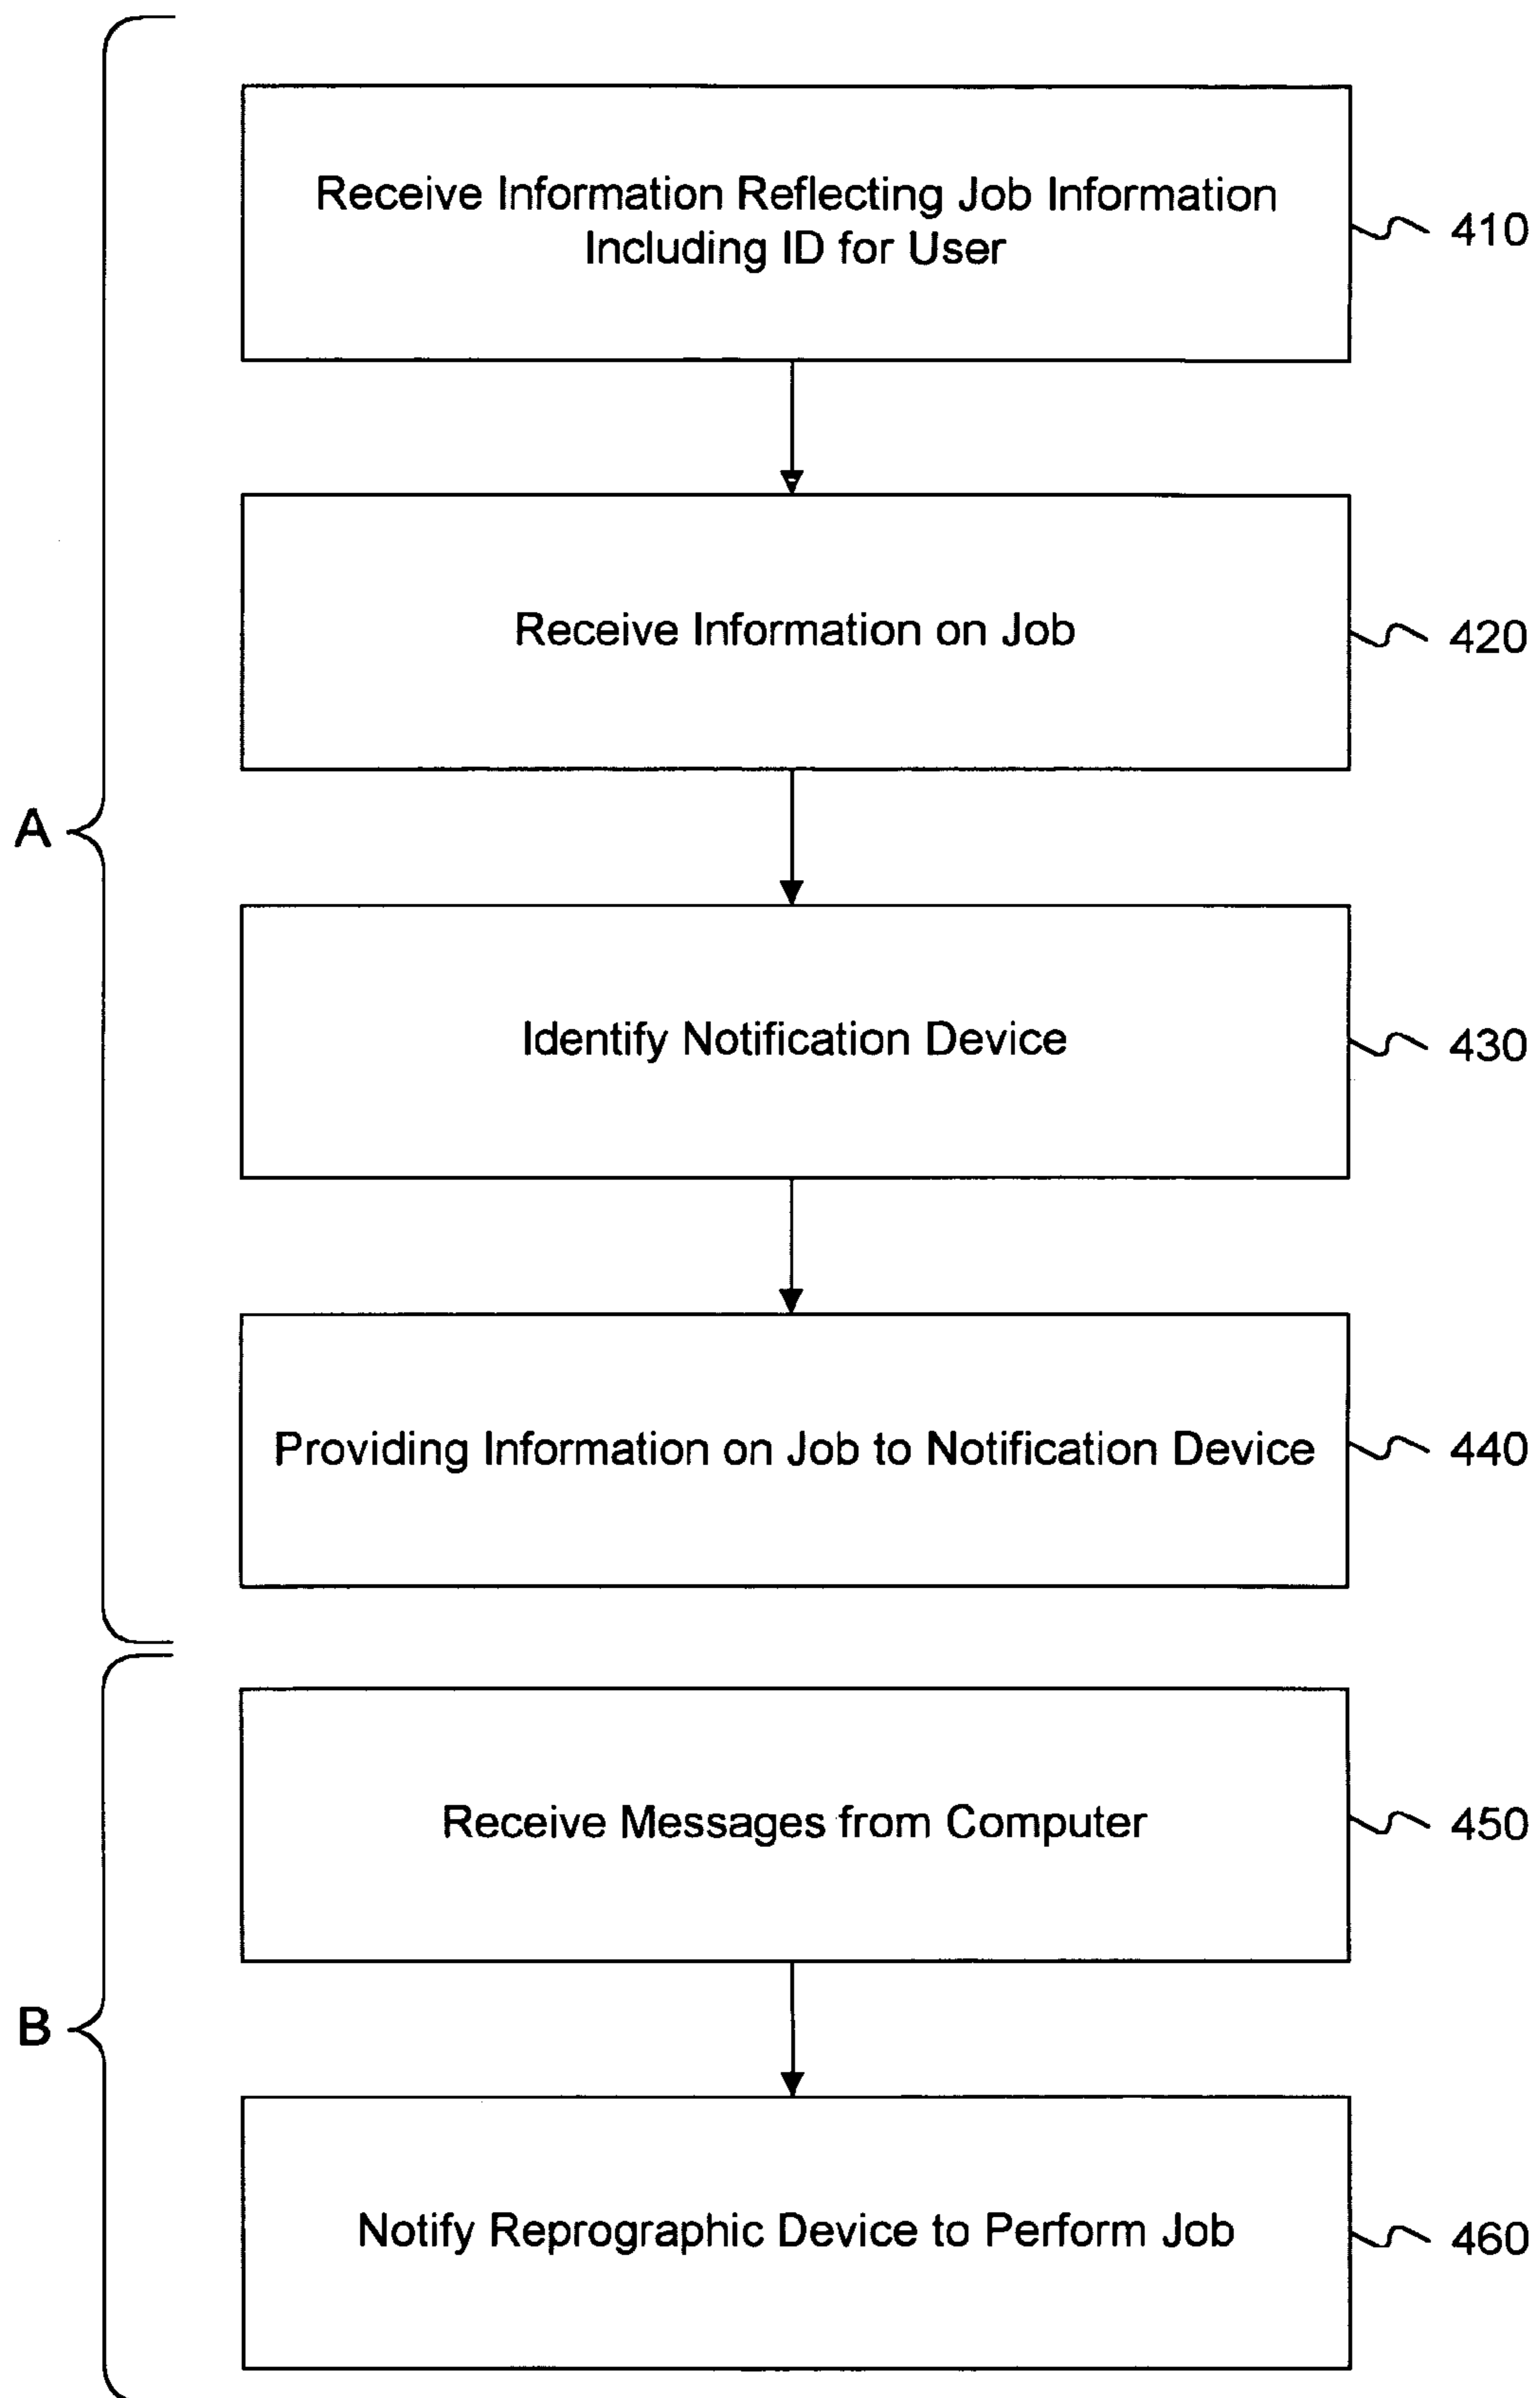 Receive Information Reflecting Job Information
Including ID for User
410
Receive Information on Job
420
A
Identify Notification Device
430
Providing Information on Job to Notification Device
440
Receive Messages from Computer
450
B
Notify Reprographic Device to Perform Job
460